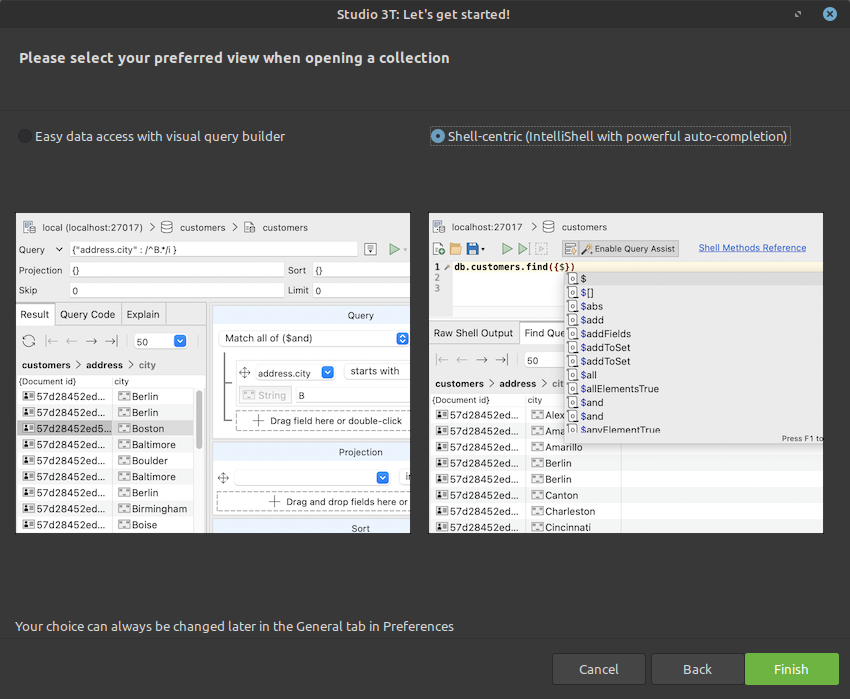 Studio 3T: Let's get started!
Please select your preferred view when opening a collection
Easy data access with visual query builder
Shell-centric (IntelliShell with powerful auto-completion)
local (localhost:27017) > customers > customers
Query {"address.city" : /^B.*/i }
Projection {} Sort {}
Skip 0 Limit 0
Result Query Code Explain
50
customers > address > city
{Document id} city
57d28452ed... Berlin
57d28452ed... Berlin
57d28452ed5... Boston
57d28452ed... Baltimore
57d28452ed... Boulder
57d28452ed... Baltimore
57d28452ed... Berlin
57d28452ed... Birmingham
57d28452ed... Boise
Query
Match all of ($and)
address.city starts with
String B
Drag field here or double-click
Projection
Drag and drop fields here or
Sort
localhost:27017 > customers
Enable Query Assist Shell Methods Reference
1 db.customers.find({$})
2
3
$
$[]
$abs
$add
$addFields
$addToSet
$addToSet
$all
$allElementsTrue
$and
$and
$anyElementTrue
Press F1 to
Raw Shell Output Find Que
50
customers > address > cit
{Document id} city
57d28452ed... Alex
57d28452ed... Ama
57d28452ed... Amarillo
57d28452ed... Berlin
57d28452ed... Berlin
57d28452ed... Canton
57d28452ed... Charleston
57d28452ed... Cincinnati
Your choice can always be changed later in the General tab in Preferences
Cancel Back Finish